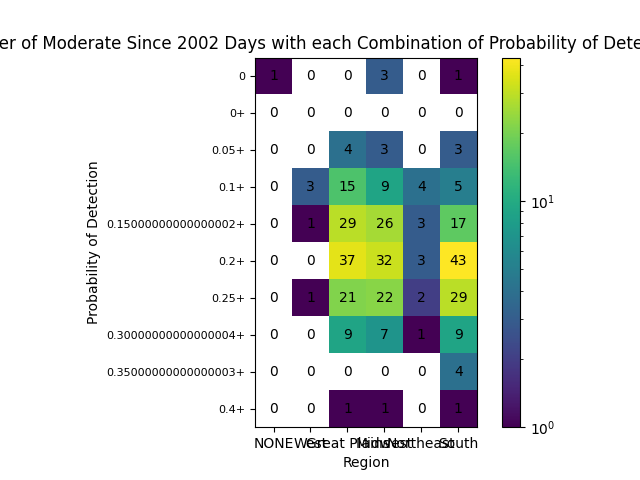 er of Moderate Since 2002 Days with each Combination of Probability of Dete
0 1 0 0 3 0 1
0+ 0 0 0 0 0 0
0.05+ 0 0 4 3 0 3
0.1+ 0 3 15 9 4 5
0.15000000000000002+ 0 1 29 26 3 17
0.2+ 0 0 37 32 3 43
0.25+ 0 1 21 22 2 29
0.30000000000000004+ 0 0 9 7 1 9
0.35000000000000003+ 0 0 0 0 0 4
0.4+ 0 0 1 1 0 1
NONE West Great Plains Midwest Northeast South
Region
Probability of Detection
10¹
10⁰